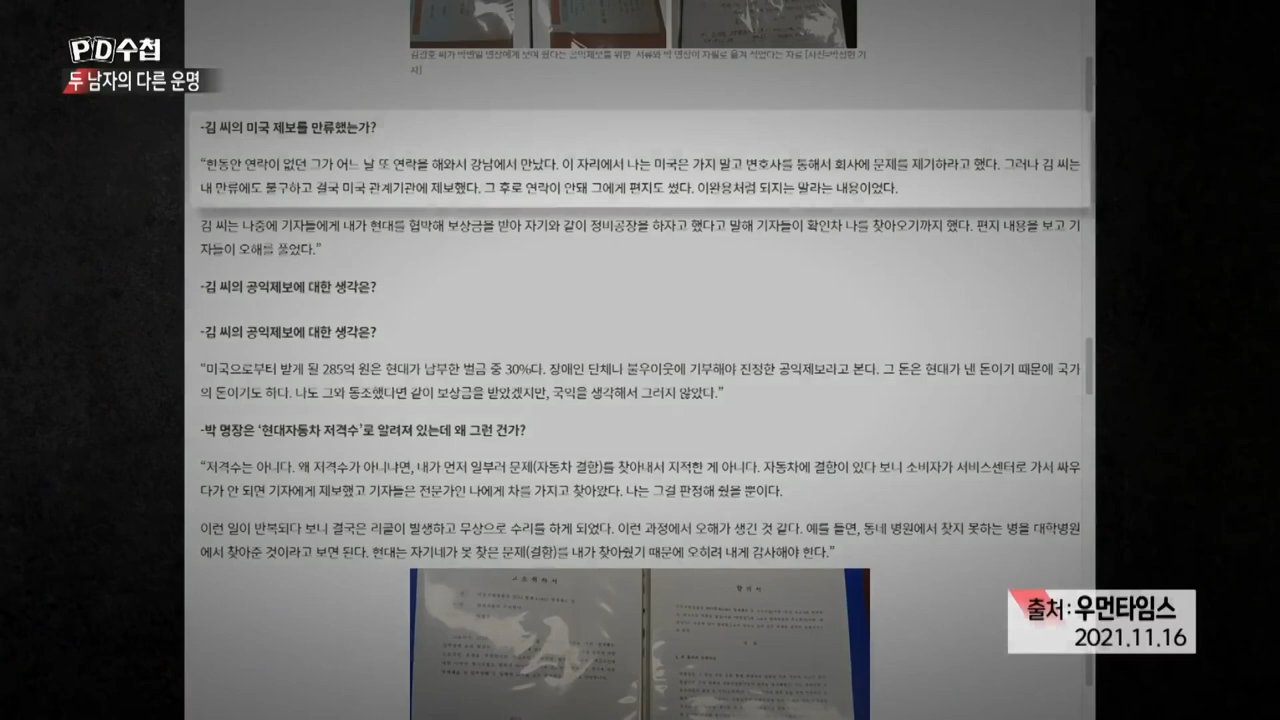 PD수첩
두 남자의 다른 운명
-김 씨의 미국 제보를 만류했는가?
“한동안 연락이 없던 그가 어느 날 또 연락을 해와서 강남에서 만났다. 이 자리에서 나는 미국은 가지 말고 변호사를 통해서 회사에 문제를 제기하라고 했다. 그러나 김 씨는
내 만류에도 불구하고 결국 미국 관계기관에 제보했다. 그 후로 연락이 안돼 그에게 편지도 썼다. 이완용처럼 되지는 말라는 내용이었다.
김 씨는 나중에 기자들에게 내가 현대를 협박해 보상금을 받아 자기와 같이 정비공장을 하자고 했다고 말해 기자들이 확인차 나를 찾아오기까지 했다. 편지 내용을 보고 기
자들이 오해를 풀었다.”
-김 씨의 공익제보에 대한 생각은?
-김 씨의 공익제보에 대한 생각은?
“미국으로부터 받게 될 285억 원은 현대가 납부한 벌금 중 30%다. 장애인 단체나 불우이웃에 기부해야 진정한 공익제보라고 본다. 그 돈은 현대가 낸 돈이기 때문에 국가
의 돈이기도 하다. 나도 그와 동조했다면 같이 보상금을 받았겠지만, 국익을 생각해서 그러지 않았다.”
-박 명장은 ‘현대자동차 저격수’로 알려져 있는데 왜 그런 건가?
“저격수는 아니다. 왜 저격수가 아니냐면, 내가 먼저 일부러 문제(자동차 결함)를 찾아내서 지적한 게 아니다. 자동차에 결함이 있다 보니 소비자가 서비스센터로 가서 싸우
다가 안 되면 기자에게 제보했고 기자들은 전문가인 나에게 차를 가지고 찾아왔다. 나는 그걸 판정해 줬을 뿐이다.
이런 일이 반복되다 보니 결국은 리콜이 발생하고 무상으로 수리를 하게 되었다. 이런 과정에서 오해가 생긴 것 같다. 예를 들면, 동네 병원에서 찾지 못하는 병을 대학병원
에서 찾아준 것이라고 보면 된다. 현대는 자기네가 못 찾은 문제(결함)를 내가 찾아줬기 때문에 오히려 내게 감사해야 한다.”
출처: 우먼타임스
2021.11.16